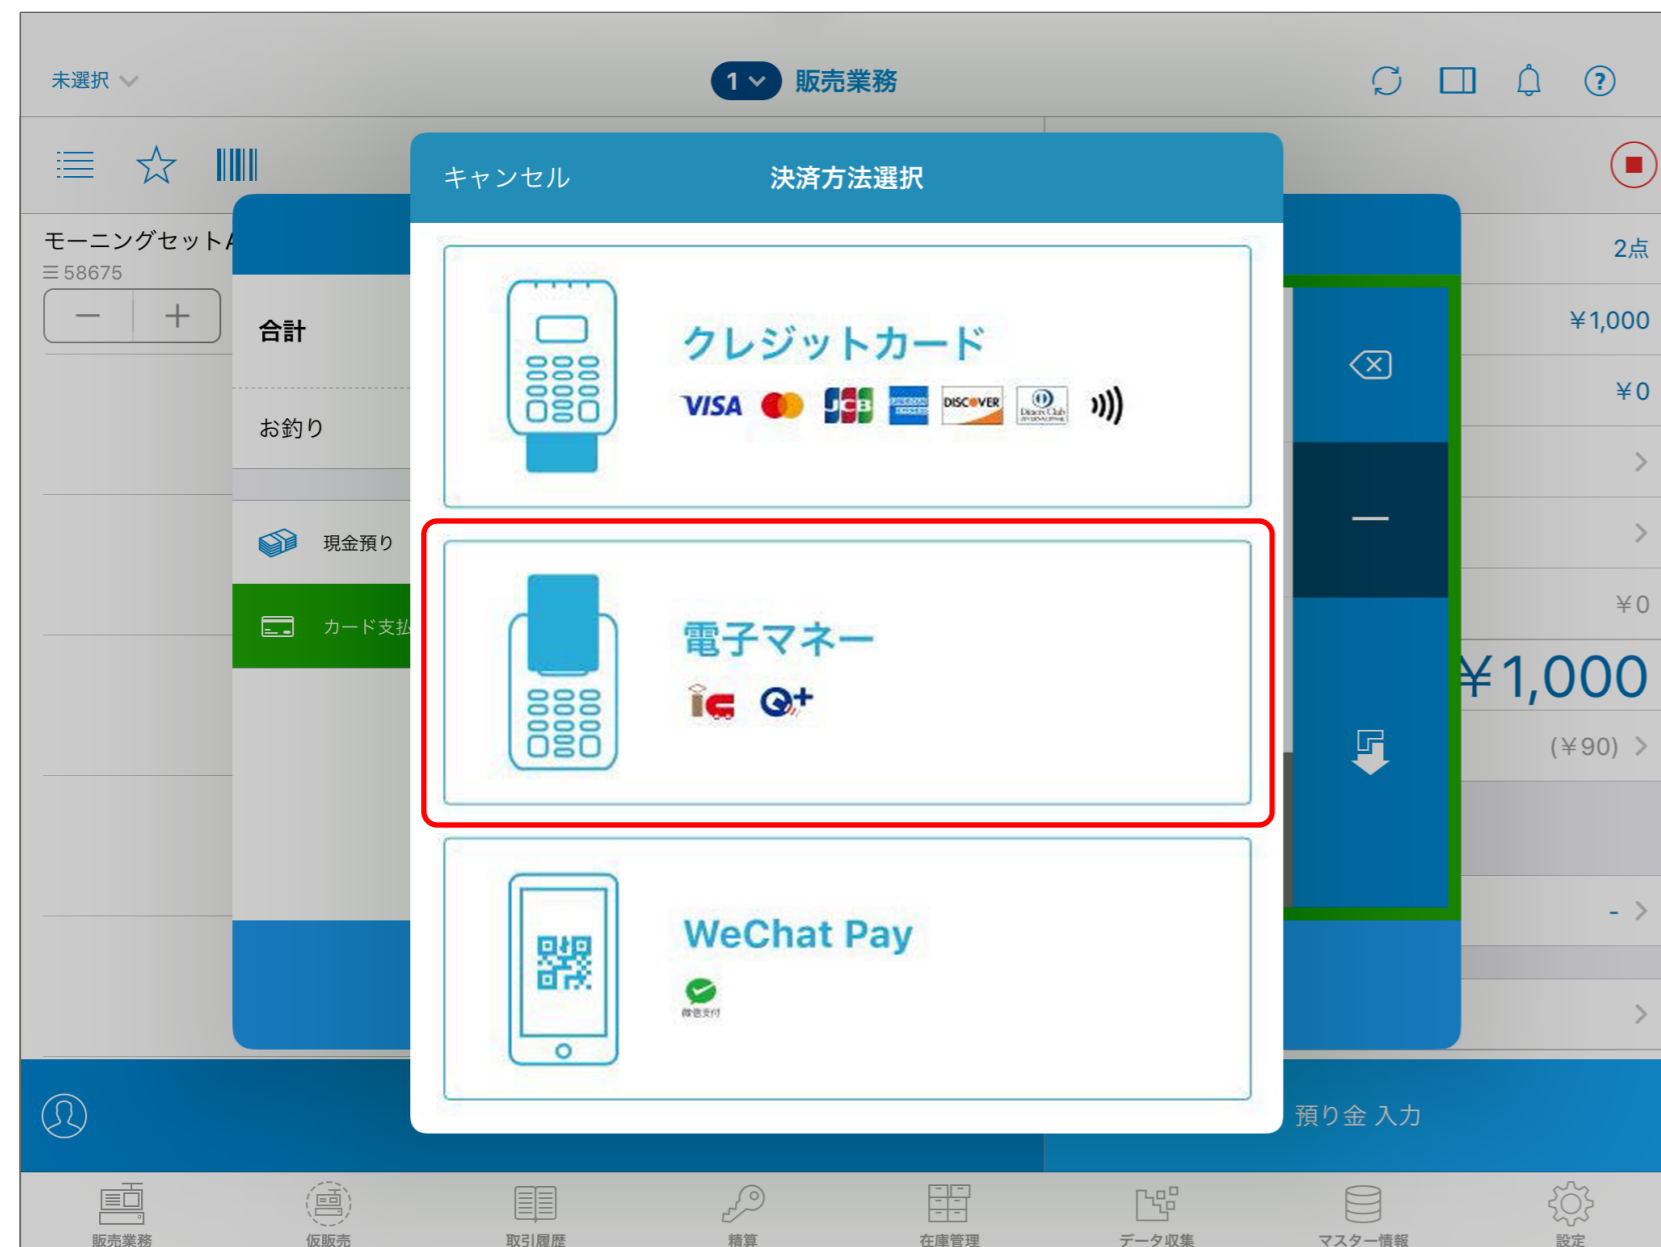 未選択
1 販売業務
キャンセル
決済方法選択
モーニングセットA
58675
2点
合計
¥1,000
クレジットカード
VISA JCB DISCOVER
お釣り
¥0
現金預り
カード支払
¥0
電子マネー
¥1,000
(¥90)
WeChat Pay
微信支付
-
預り金 入力
販売業務
仮販売
取引履歴
精算
在庫管理
データ収集
マスター情報
設定